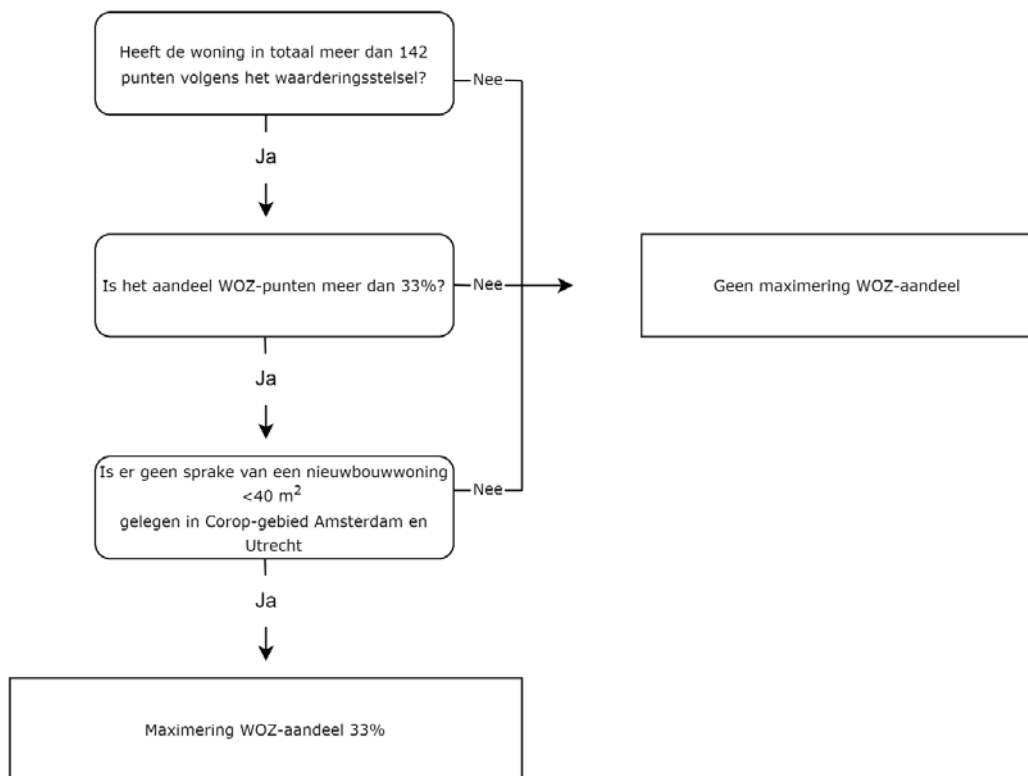 Heeft de woning in totaal meer dan 142
punten volgens het waarderingsstelsel?
Nee
Ja
Is het aandeel WOZ-punten meer dan 33%?
Nee
Geen maximering WOZ-aandeel
Ja
Is er geen sprake van een nieuwbouwwoning
<40 m²
gelegen in Corop-gebied Amsterdam en
Utrecht
Nee
Ja
Maximering WOZ-aandeel 33%